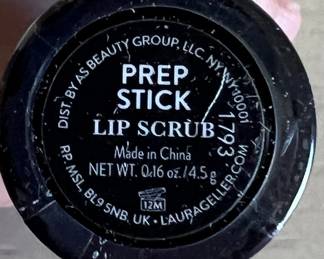 DIST. BY AS BEAUTY GROUP, LLC, NY, NY 10001
PREP
STICK
LIP SCRUB
Made in China
NET WT. 0.16 oz./4.5 g
12M
1793
RP, MSL, BL9 5NB, UK • LAURAGELLER.COM